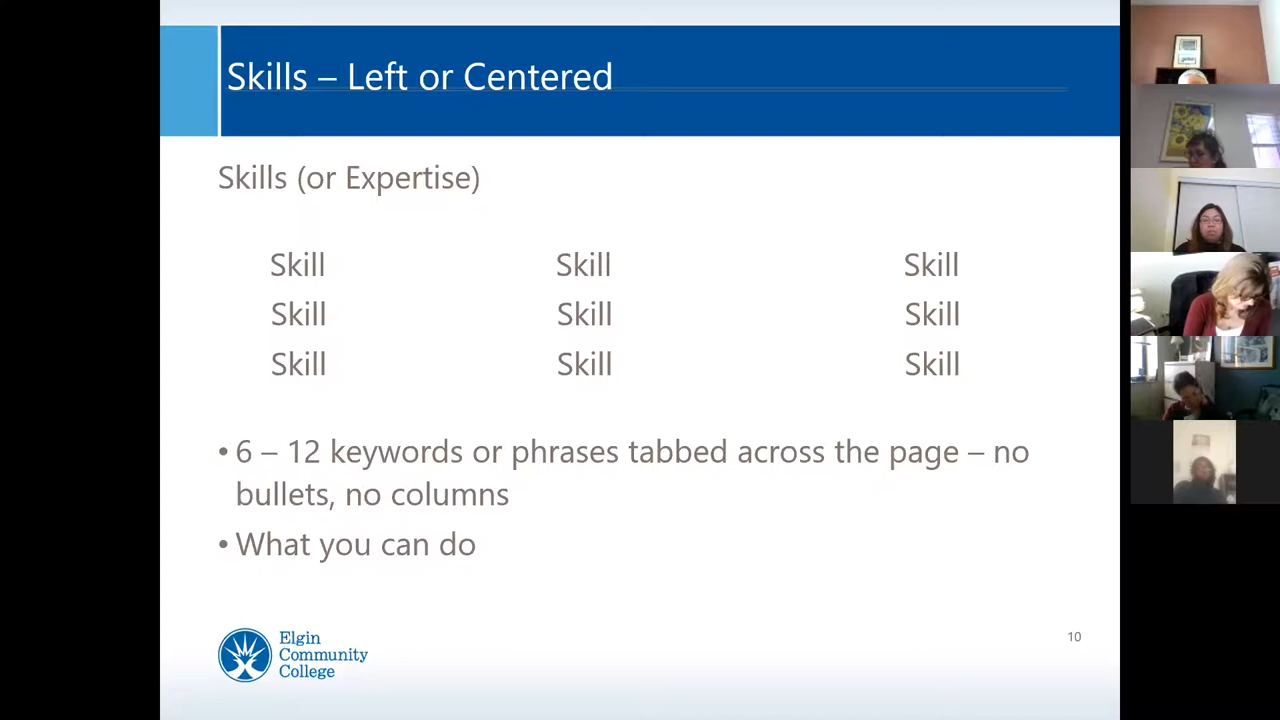 Skills – Left or Centered
Skills (or Expertise)
Skill Skill Skill
Skill Skill Skill
Skill Skill Skill
• 6 – 12 keywords or phrases tabbed across the page – no
bullets, no columns
• What you can do
Elgin
Community
College
10